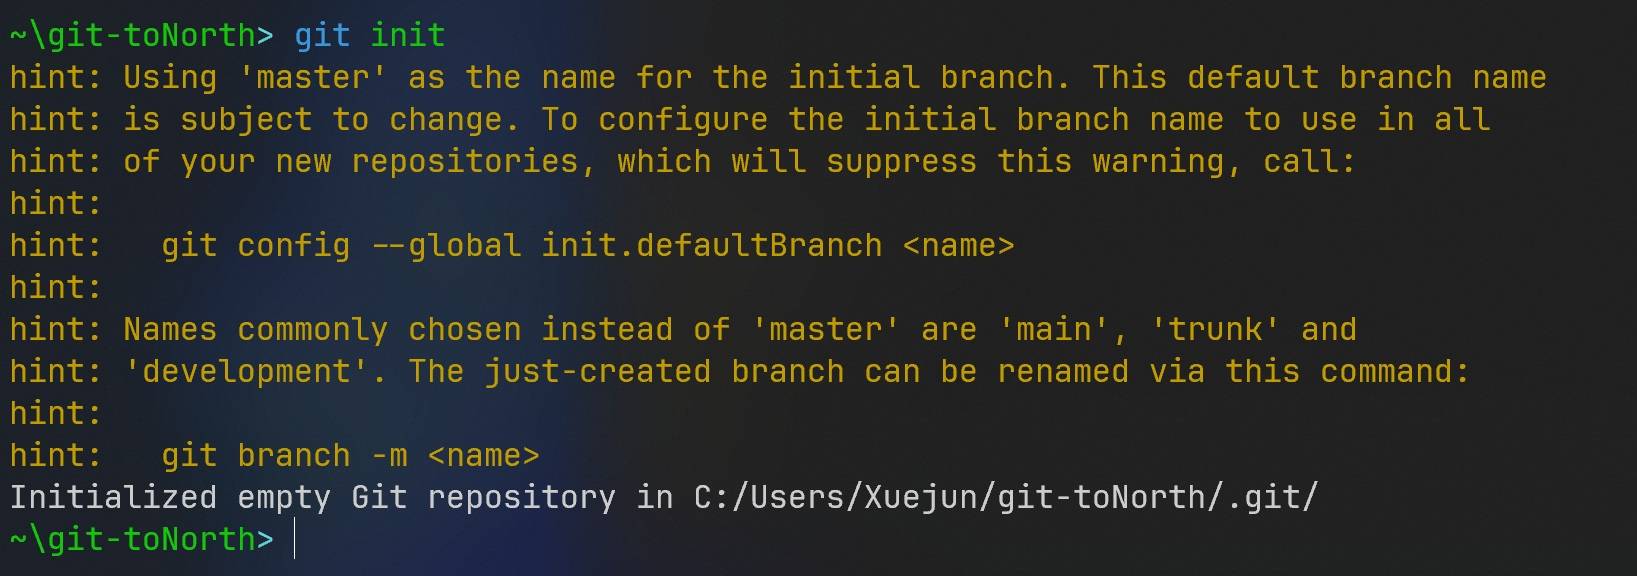 ~\git-toNorth> git init
hint: Using 'master' as the name for the initial branch. This default branch name
hint: is subject to change. To configure the initial branch name to use in all
hint: of your new repositories, which will suppress this warning, call:
hint:
hint:   git config --global init.defaultBranch <name>
hint:
hint: Names commonly chosen instead of 'master' are 'main', 'trunk' and
hint: 'development'. The just-created branch can be renamed via this command:
hint:
hint:   git branch -m <name>
Initialized empty Git repository in C:/Users/Xuejun/git-toNorth/.git/
~\git-toNorth>